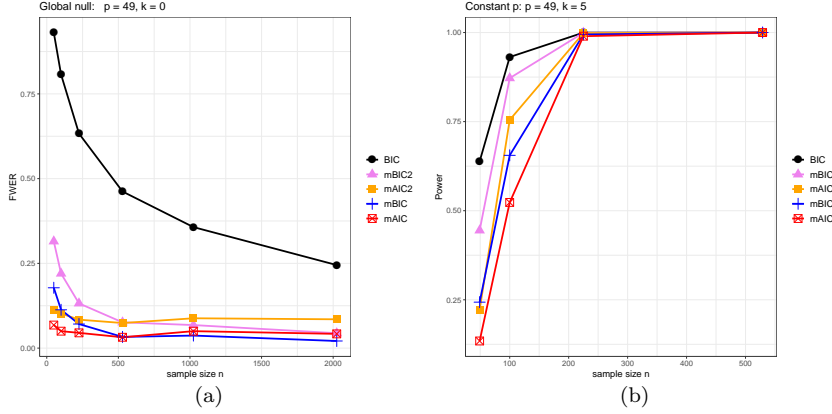 Global null: p = 49, k = 0
FWER
0.75
0.50
0.25
0.00
0
500
1000
1500
2000
sample size n
BIC
mBIC2
mAIC2
mBIC
mAIC
(a)
Constant p: p = 49, k = 5
Power
1.00
0.75
0.50
0.25
100
200
300
400
500
sample size n
BIC
mBIC
mAIC
mBIC
mAIC
(b)